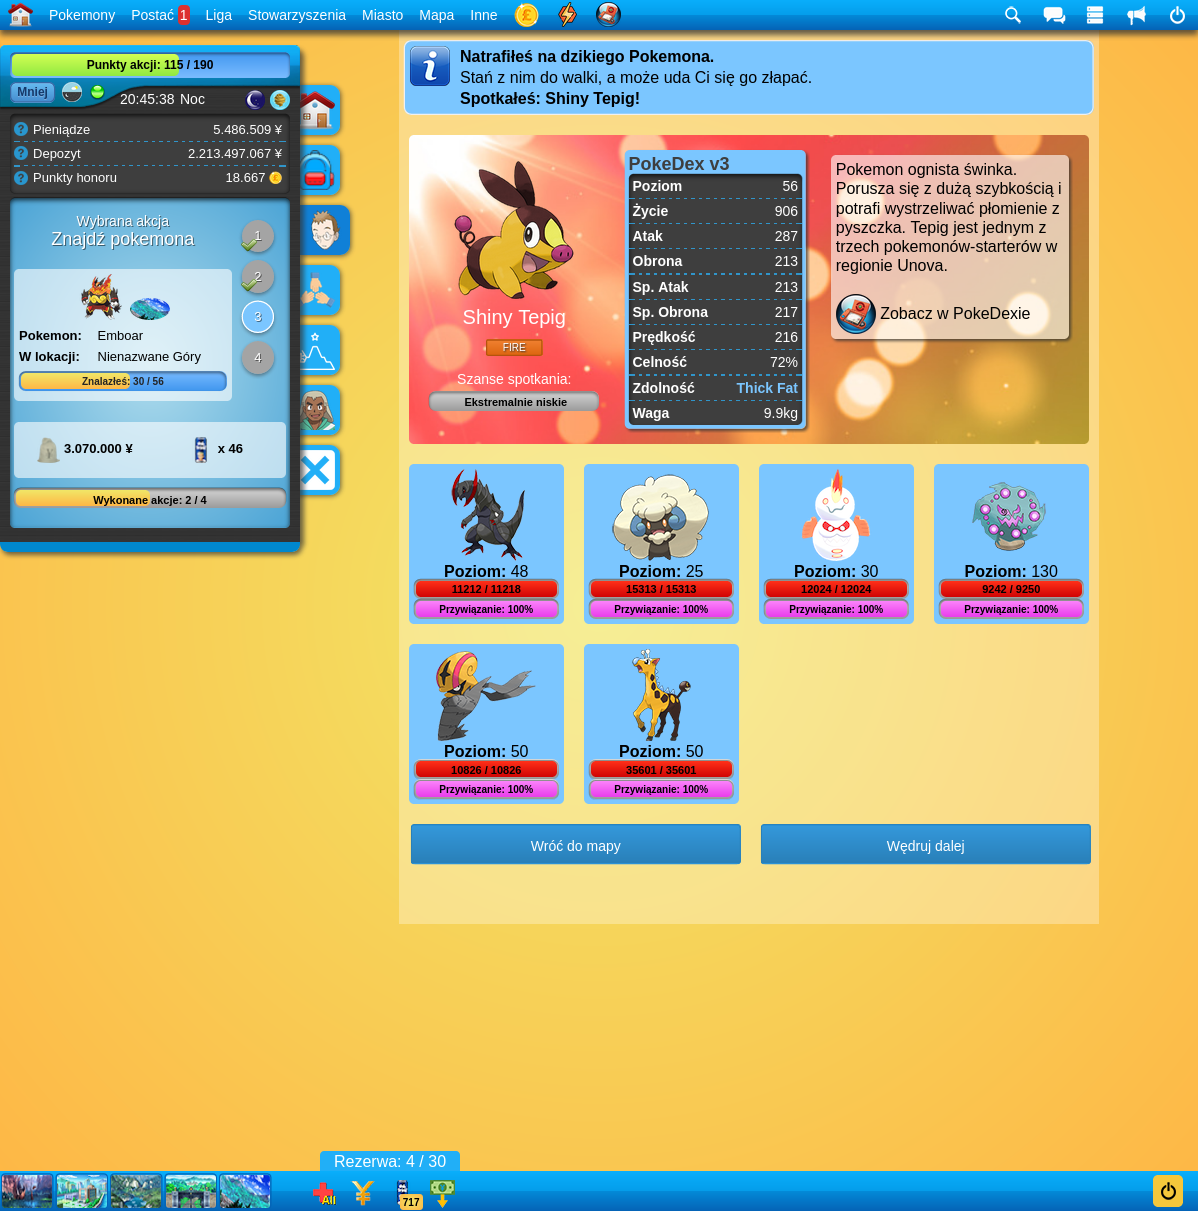 Pokemony Postać 1 Liga Stowarzyszenia Miasto Mapa Inne
Punkty akcji: 115 / 190
Mniej
20:45:38 Noc
Pieniądze 5.486.509 ¥
Depozyt 2.213.497.067 ¥
Punkty honoru 18.667
Wybrana akcja
Znajdź pokemona
1
2
3
4
Pokemon: Emboar
W lokacji: Nienazwane Góry
Znalazłeś: 30 / 56
3.070.000 ¥ x 46
Wykonane akcje: 2 / 4
Natrafiłeś na dzikiego Pokemona.
Stań z nim do walki, a może uda Ci się go złapać.
Spotkałeś: Shiny Tepig!
Shiny Tepig
FIRE
Szanse spotkania:
Ekstremalnie niskie
PokeDex v3
Poziom 56
Życie 906
Atak 287
Obrona 213
Sp. Atak 213
Sp. Obrona 217
Prędkość 216
Celność 72%
Zdolność Thick Fat
Waga 9.9kg
Pokemon ognista świnka.
Porusza się z dużą szybkością i
potrafi wystrzeliwać płomienie z
pyszczka. Tepig jest jednym z
trzech pokemonów-starterów w
regionie Unova.
Zobacz w PokeDexie
Poziom: 48
11212 / 11218
Przywiązanie: 100%
Poziom: 25
15313 / 15313
Przywiązanie: 100%
Poziom: 30
12024 / 12024
Przywiązanie: 100%
Poziom: 130
9242 / 9250
Przywiązanie: 100%
Poziom: 50
10826 / 10826
Przywiązanie: 100%
Poziom: 50
35601 / 35601
Przywiązanie: 100%
Wróć do mapy
Wędruj dalej
Rezerwa: 4 / 30
All
717